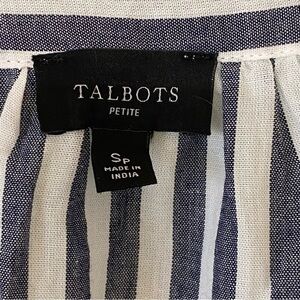 TALBOTS
PETITE
SP
MADE IN
INDIA